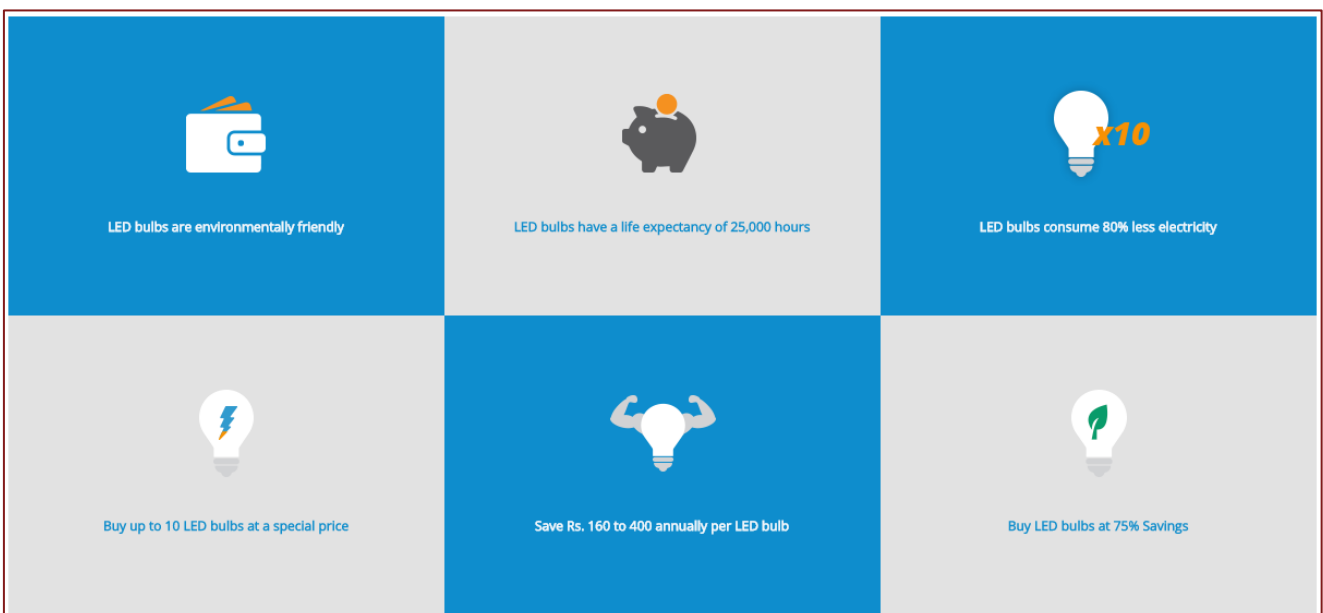 x10
LED bulbs are environmentally friendly
LED bulbs have a life expectancy of 25,000 hours
LED bulbs consume 80% less electricity
Buy up to 10 LED bulbs at a special price
Save Rs. 160 to 400 annually per LED bulb
Buy LED bulbs at 75% Savings